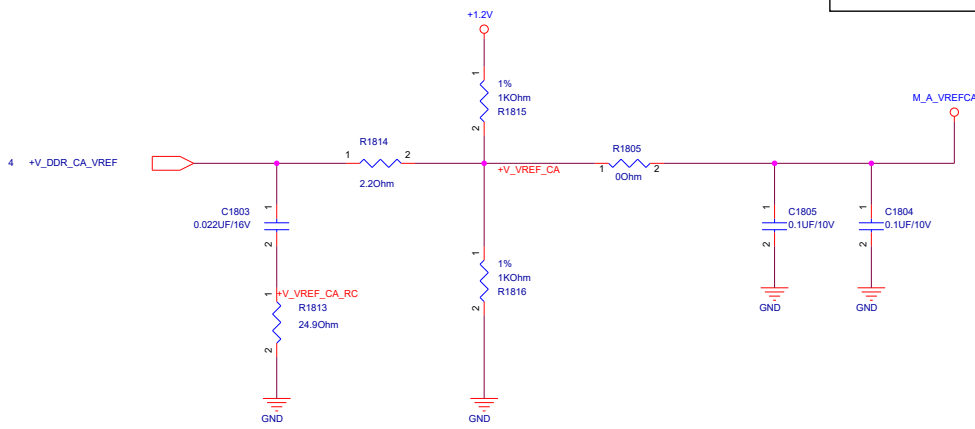 +1.2V
1
1%
1KOhm
R1815
2
M_A_VREFCA
4 +V_DDR_CA_VREF
R1814
1 2
2.2Ohm
+V_VREF_CA
R1805
1 2
0Ohm
1
C1803
0.022UF/16V
2
1
C1805
0.1UF/10V
2
1
C1804
0.1UF/10V
2
1
1%
1KOhm
R1816
2
+V_VREF_CA_RC
1
R1813
24.9Ohm
2
GND
GND
GND
GND